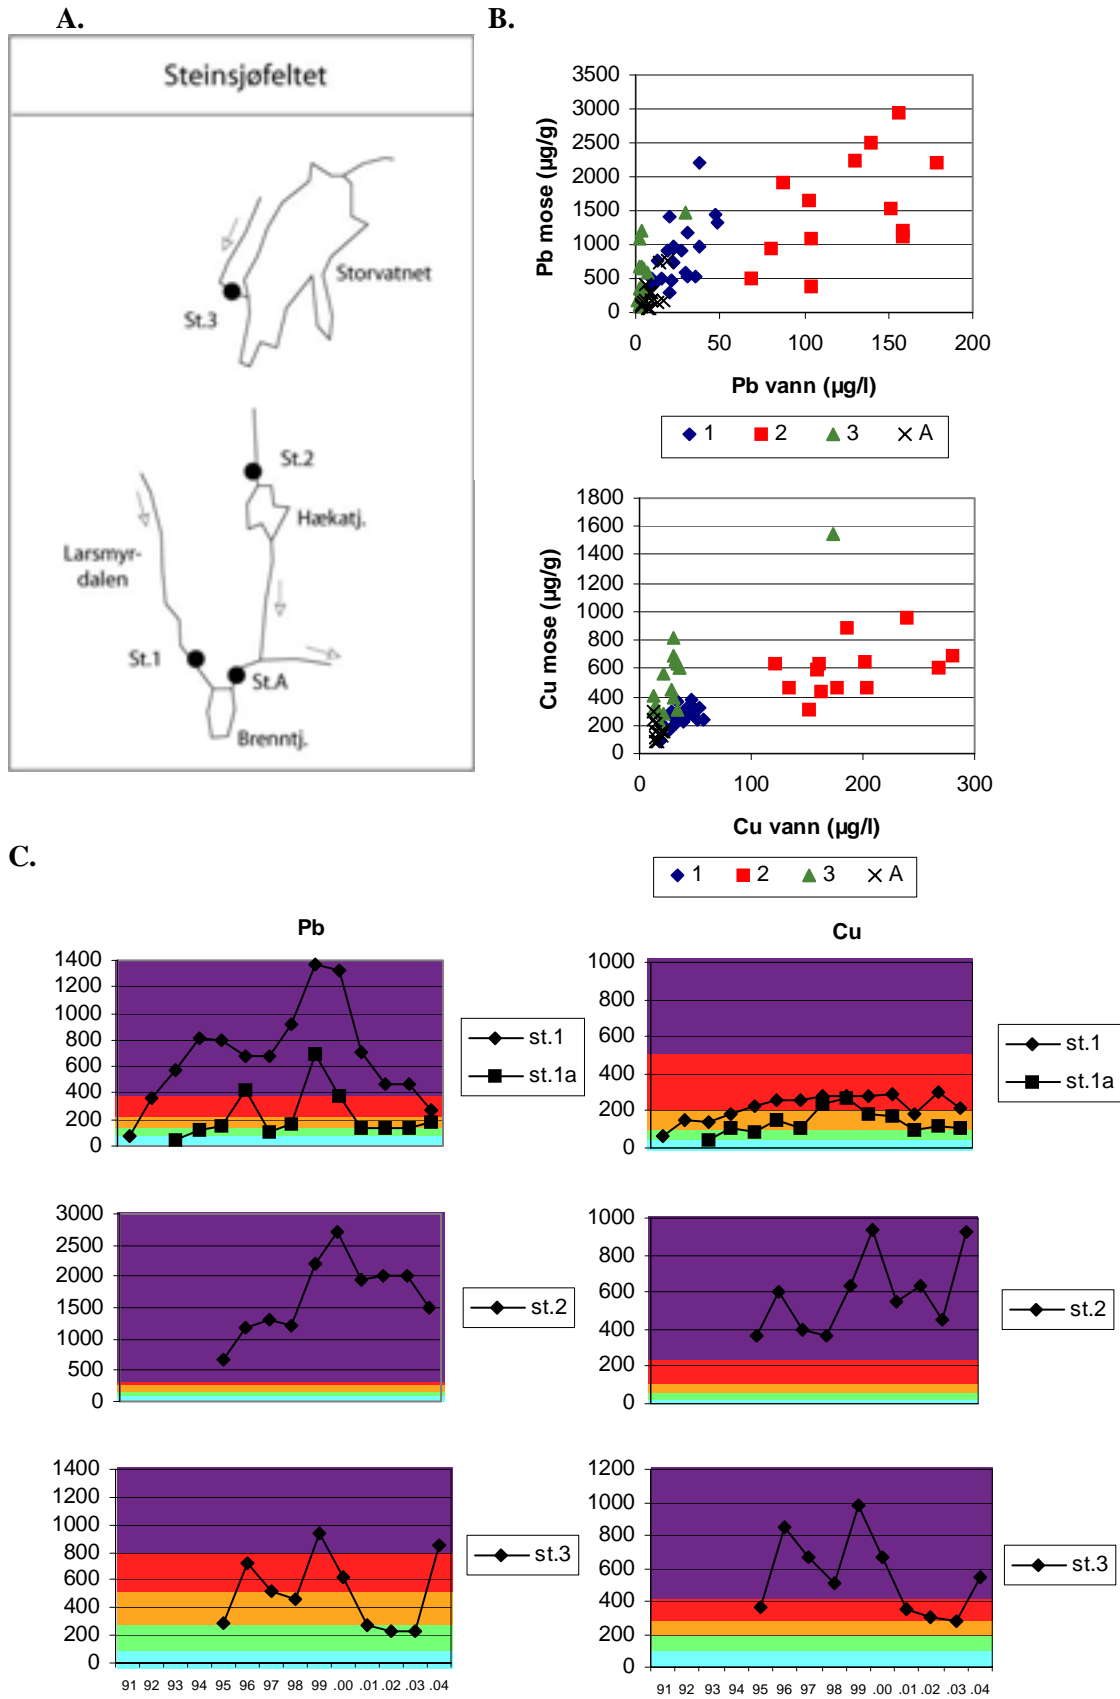 A.
Steinsjøfeltet
St.3
Storvatnet
St.2
Hækatj.
Larsmyr-
dalen
St.1
St.A
Brenntj.
B.
Pb mose (µg/g)
3500
3000
2500
2000
1500
1000
500
0
0 50 100 150 200
Pb vann (µg/l)
1 2 3 A
Cu mose (µg/g)
1800
1600
1400
1200
1000
800
600
400
200
0
0 100 200 300
Cu vann (µg/l)
1 2 3 A
C.
Pb
1400
1200
1000
800
600
400
200
0
st.1
st.1a
Cu
1000
800
600
400
200
0
st.1
st.1a
3000
2500
2000
1500
1000
500
0
st.2
1000
800
600
400
200
0
st.2
1400
1200
1000
800
600
400
200
0
91 92 93 94 95 96 97 98 99 .00 .01 .02 .03 .04
st.3
1200
1000
800
600
400
200
0
91 92 93 94 95 96 97 98 99 .00 .01 .02 .03 .04
st.3